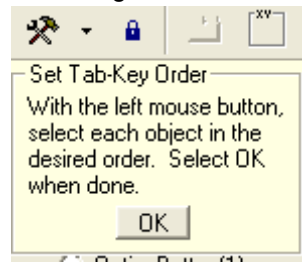 XY
Set Tab-Key Order
With the left mouse button,
select each object in the
desired order. Select OK
when done.
OK